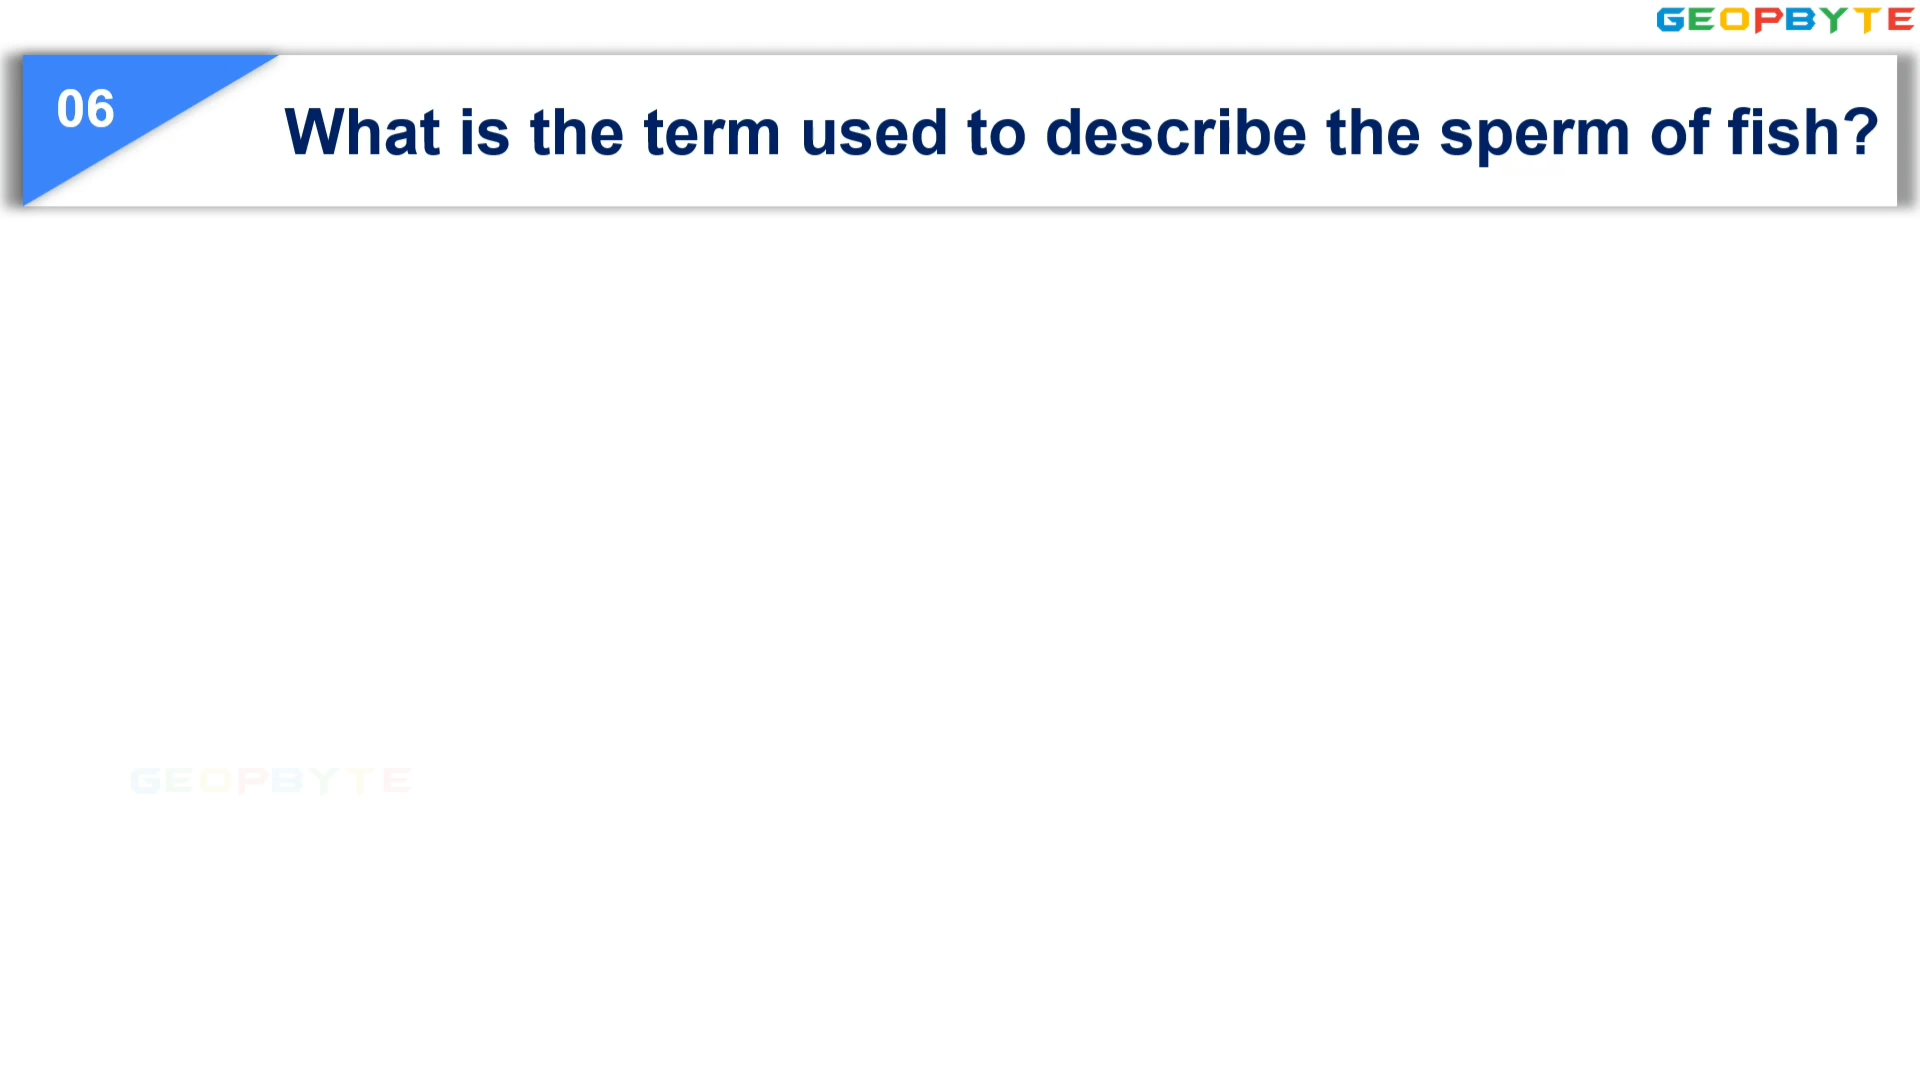 GEOPBYTE
06
What is the term used to describe the sperm of fish?
GEOPBYTE